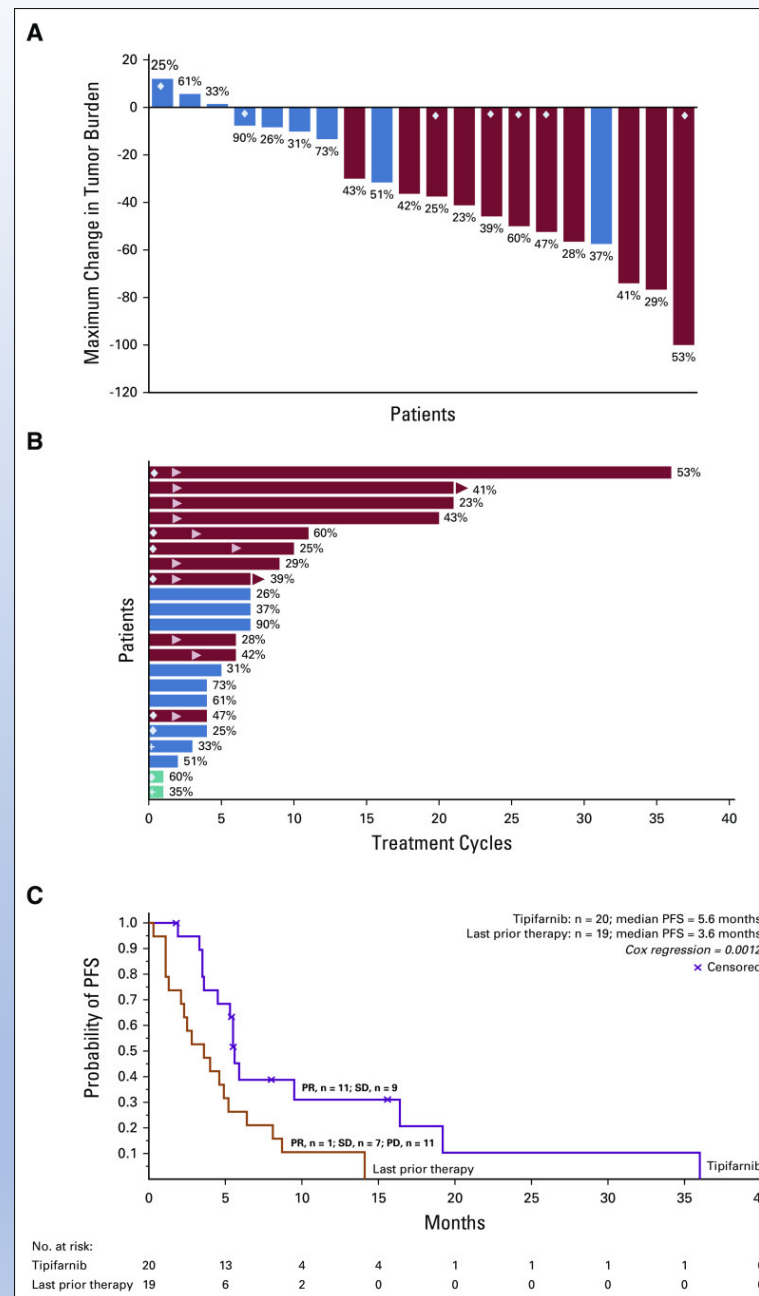 A
20
0
-20
-40
-60
-80
-100
-120
Maximum Change in Tumor Burden
25%
61%
33%
90%
26%
31%
73%
43%
51%
42%
25%
23%
39%
60%
47%
28%
37%
41%
29%
53%
Patients
B
Patients
53%
41%
23%
43%
60%
25%
29%
39%
26%
37%
90%
28%
42%
31%
73%
61%
47%
25%
33%
51%
60%
35%
0 5 10 15 20 25 30 35 40
Treatment Cycles
C
Tipifarnib: n = 20; median PFS = 5.6 months
Last prior therapy: n = 19; median PFS = 3.6 months
Cox regression = 0.0012
× Censored
1.0
0.9
0.8
0.7
0.6
0.5
0.4
0.3
0.2
0.1
Probability of PFS
PR, n = 11; SD, n = 9
PR, n = 1; SD, n = 7; PD, n = 11
Last prior therapy
Tipifarnib
0 5 10 15 20 25 30 35
Months
No. at risk:
Tipifarnib 20 13 4 4 1 1 1 1
Last prior therapy 19 6 2 0 0 0 0 0